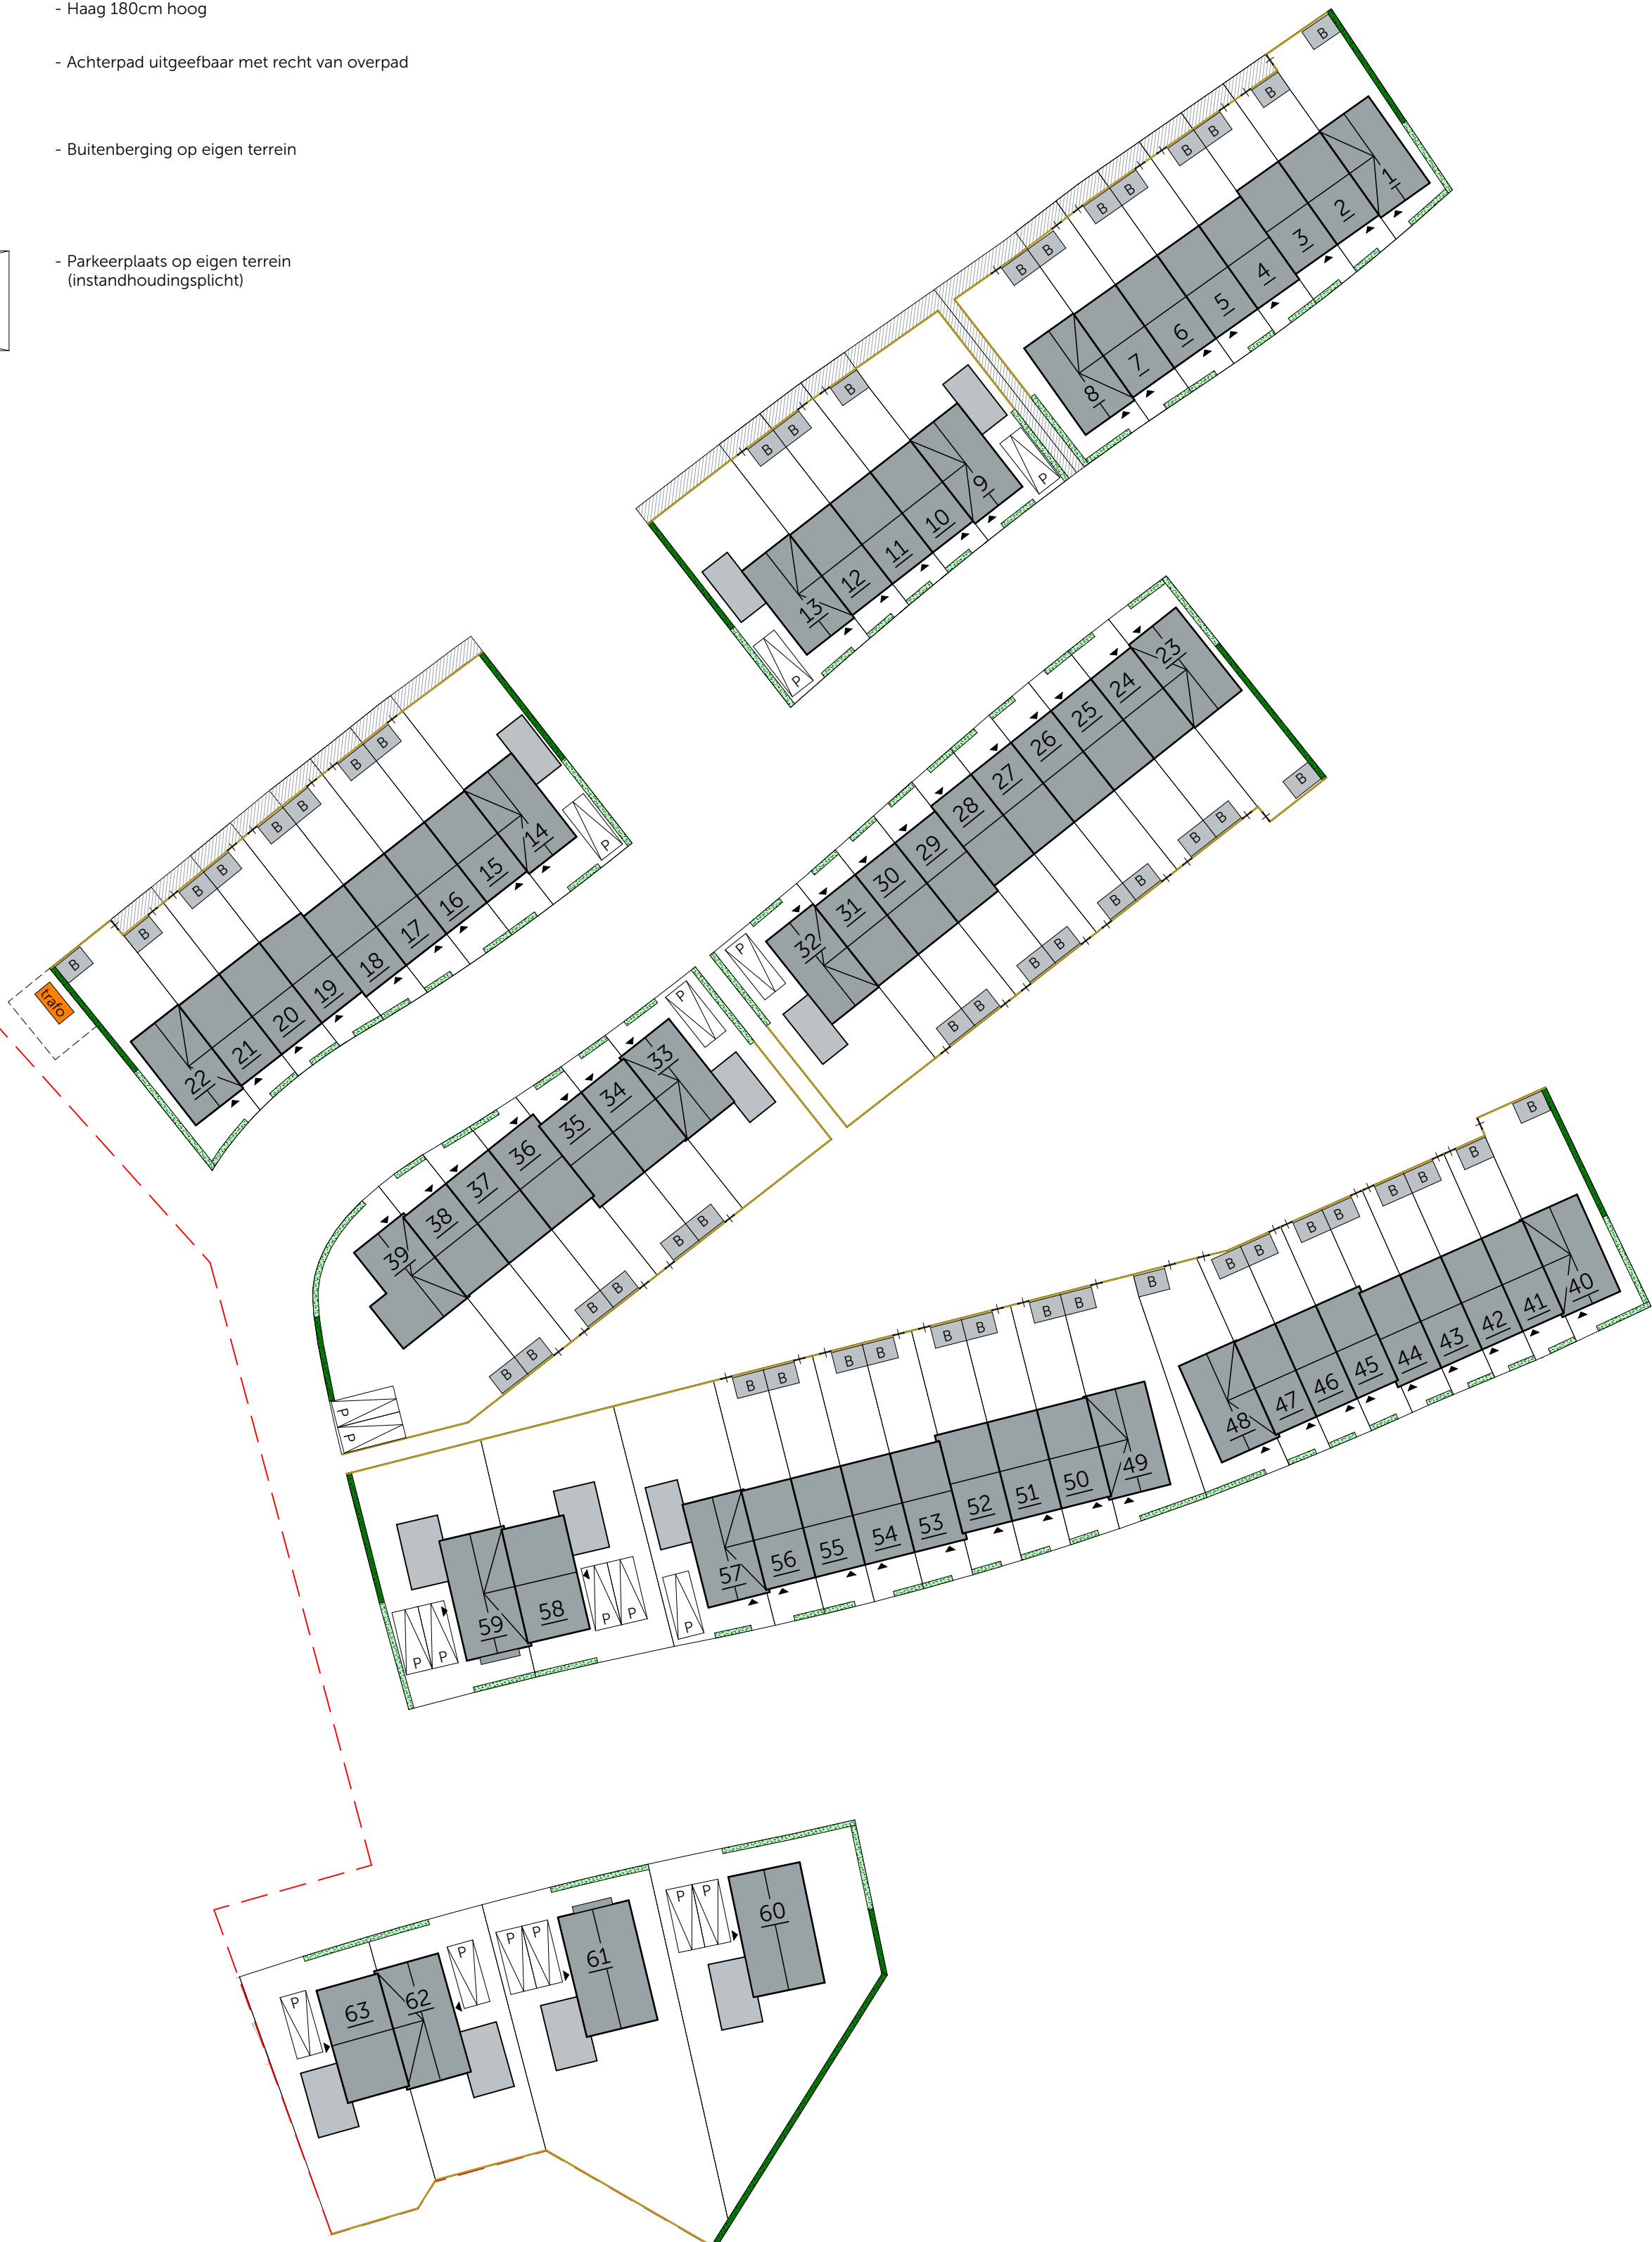 - Haag 180cm hoog
- Achterpad uitgeefbaar met recht van overpad
- Buitenberging op eigen terrein
- Parkeerplaats op eigen terrein
(instandhoudingsplicht)
B
B
B B
B B
B B
1
2
3
4
5
6
7
8
B
B B
9
10
11
12
13
P
P
B B
B B
B B
B
B
trafo
14
15
16
17
18
19
20
21
22
P
23
24
25
26
27
28
29
30
31
32
P
B
B B
B B
B B
B B
P
33
34
35
36
37
38
39
B B
B B
B B
P
P
B
B
B B
B B
B B
40
41
42
43
44
45
46
47
48
B
B B
B B
B B
B B
49
50
51
52
53
54
55
56
57
P
58
59
P P
P P
60
P P
61
P P
62
P
63
P